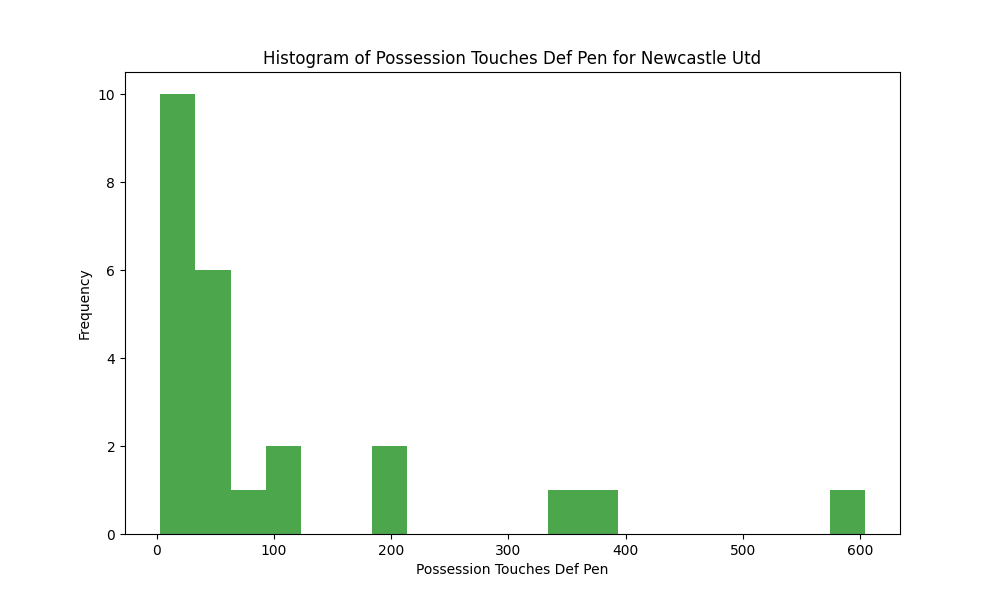 Histogram of Possession Touches Def Pen for Newcastle Utd
10
8
6
4
2
0
Frequency
0 100 200 300 400 500 600
Possession Touches Def Pen